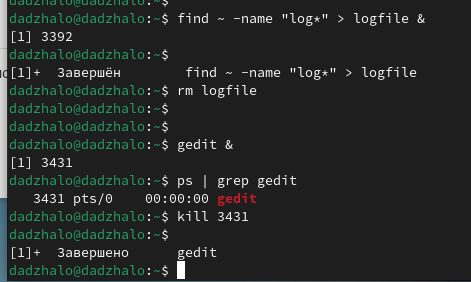 dadzhalo@dadzhalo:~$ find ~ -name "log*" > logfile &
[1] 3392
dadzhalo@dadzhalo:~$
[1]+  Завершён        find ~ -name "log*" > logfile
dadzhalo@dadzhalo:~$ rm logfile
dadzhalo@dadzhalo:~$
dadzhalo@dadzhalo:~$
dadzhalo@dadzhalo:~$ gedit &
[1] 3431
dadzhalo@dadzhalo:~$ ps | grep gedit
   3431 pts/0    00:00:00 gedit
dadzhalo@dadzhalo:~$ kill 3431
dadzhalo@dadzhalo:~$
[1]+  Завершено      gedit
dadzhalo@dadzhalo:~$